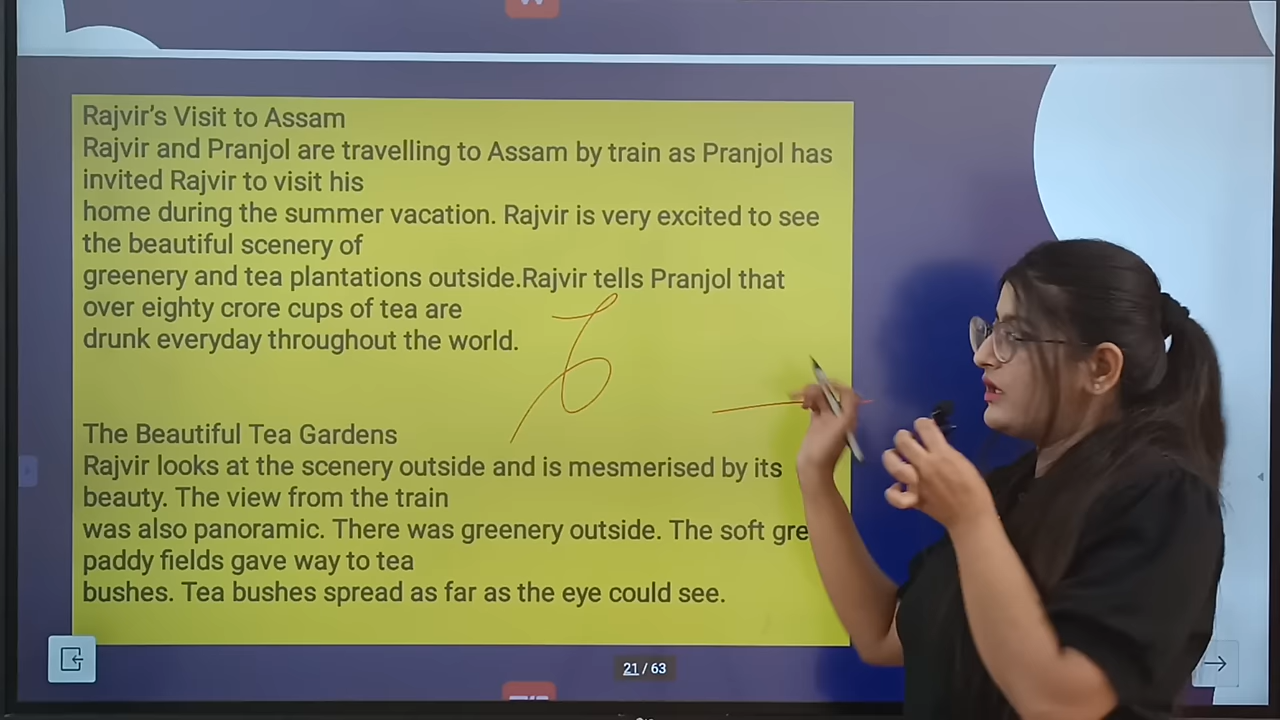 Rajvir's Visit to Assam
Rajvir and Pranjol are travelling to Assam by train as Pranjol has
invited Rajvir to visit his
home during the summer vacation. Rajvir is very excited to see
the beautiful scenery of
greenery and tea plantations outside.Rajvir tells Pranjol that
over eighty crore cups of tea are
drunk everyday throughout the world.
The Beautiful Tea Gardens
Rajvir looks at the scenery outside and is mesmerised by its
beauty. The view from the train
was also panoramic. There was greenery outside. The soft gre
paddy fields gave way to tea
bushes. Tea bushes spread as far as the eye could see.
21 / 63